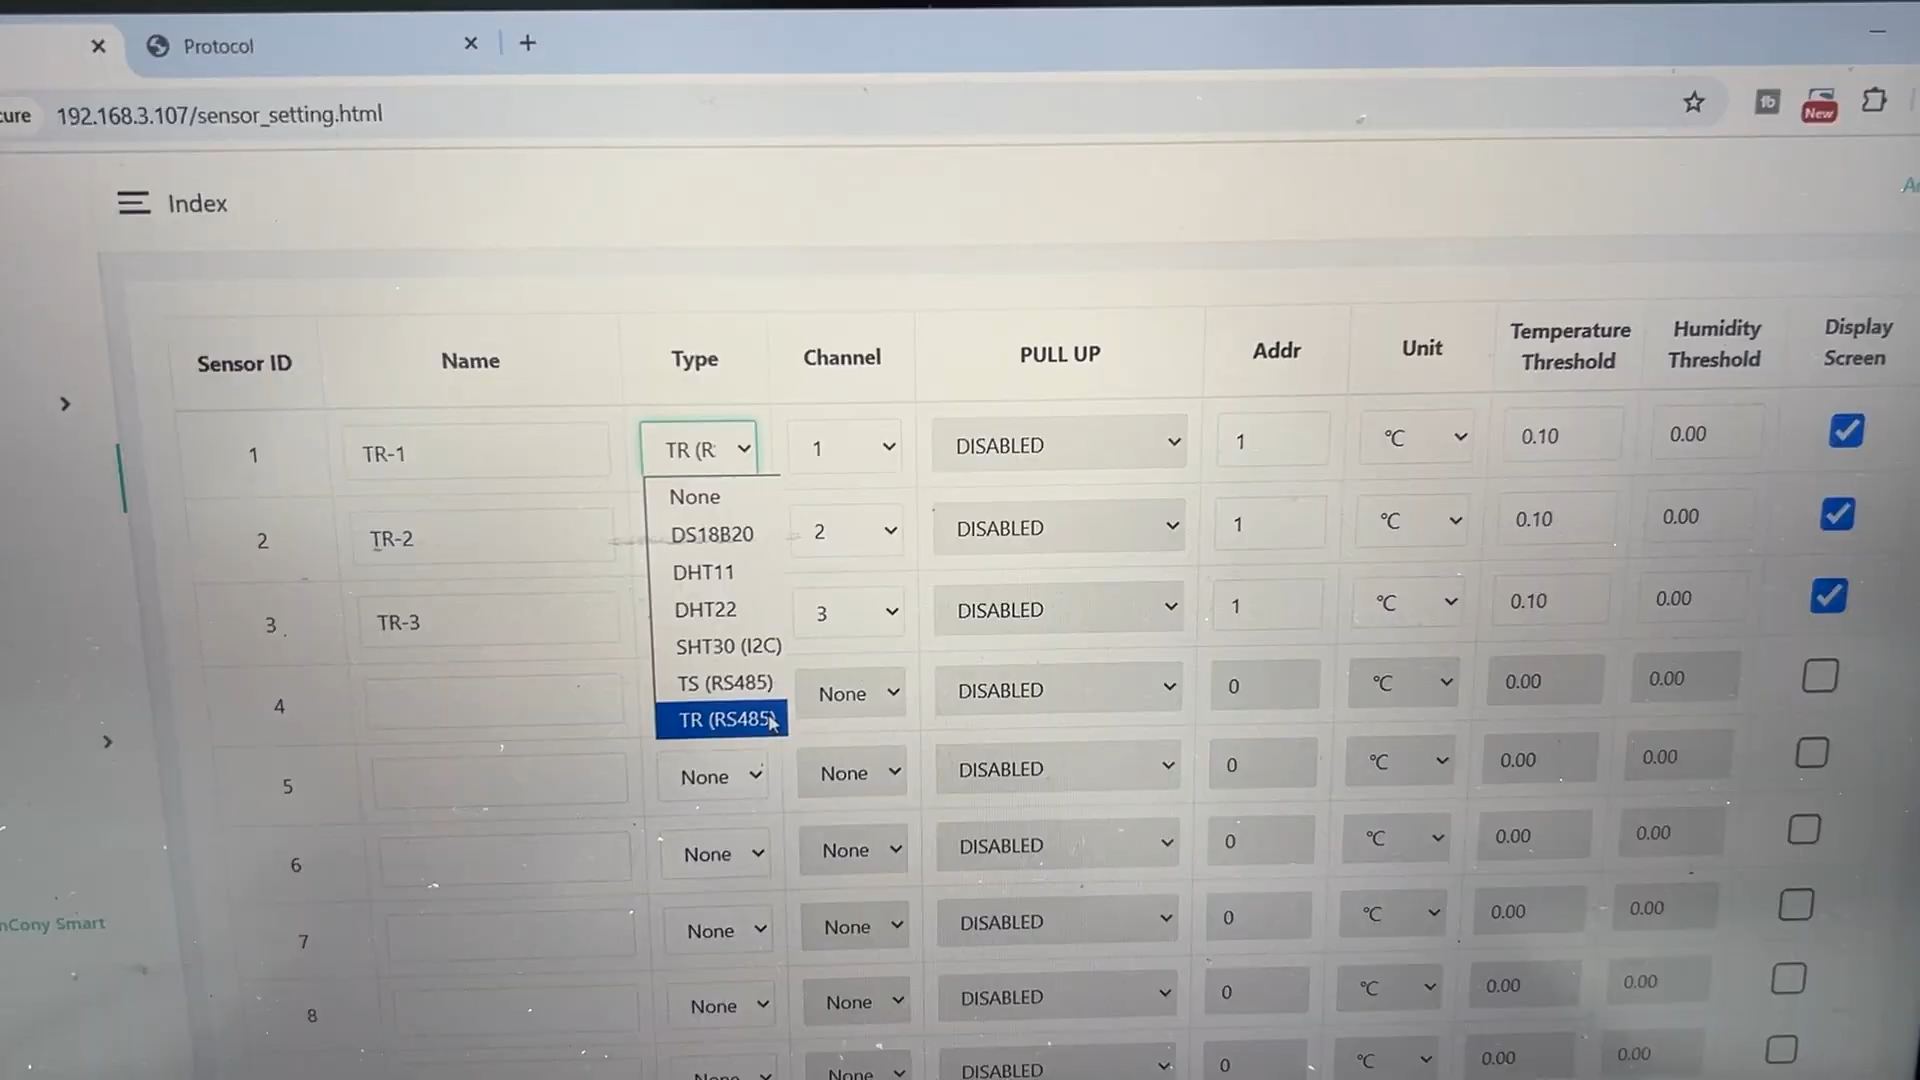 Protocol
192.168.3.107/sensor_setting.html
New
Index
Sensor ID Name Type Channel PULL UP Addr Unit Temperature Threshold Humidity Threshold Display Screen
1 TR-1 TR (R: 1 DISABLED 1 °C 0.10 0.00
None
DS18B20
DHT11
DHT22
SHT30 (I2C)
TS (RS485)
TR (RS485)
2 TR-2 2 DISABLED 1 °C 0.10 0.00
3 TR-3 3 DISABLED 1 °C 0.10 0.00
4 None DISABLED 0 °C 0.00 0.00
5 None None DISABLED 0 °C 0.00 0.00
6 None None DISABLED 0 °C 0.00 0.00
7 None None DISABLED 0 °C 0.00 0.00
8 None None DISABLED 0 °C 0.00 0.00
None None DISABLED 0 °C 0.00 0.00
nCony Smart